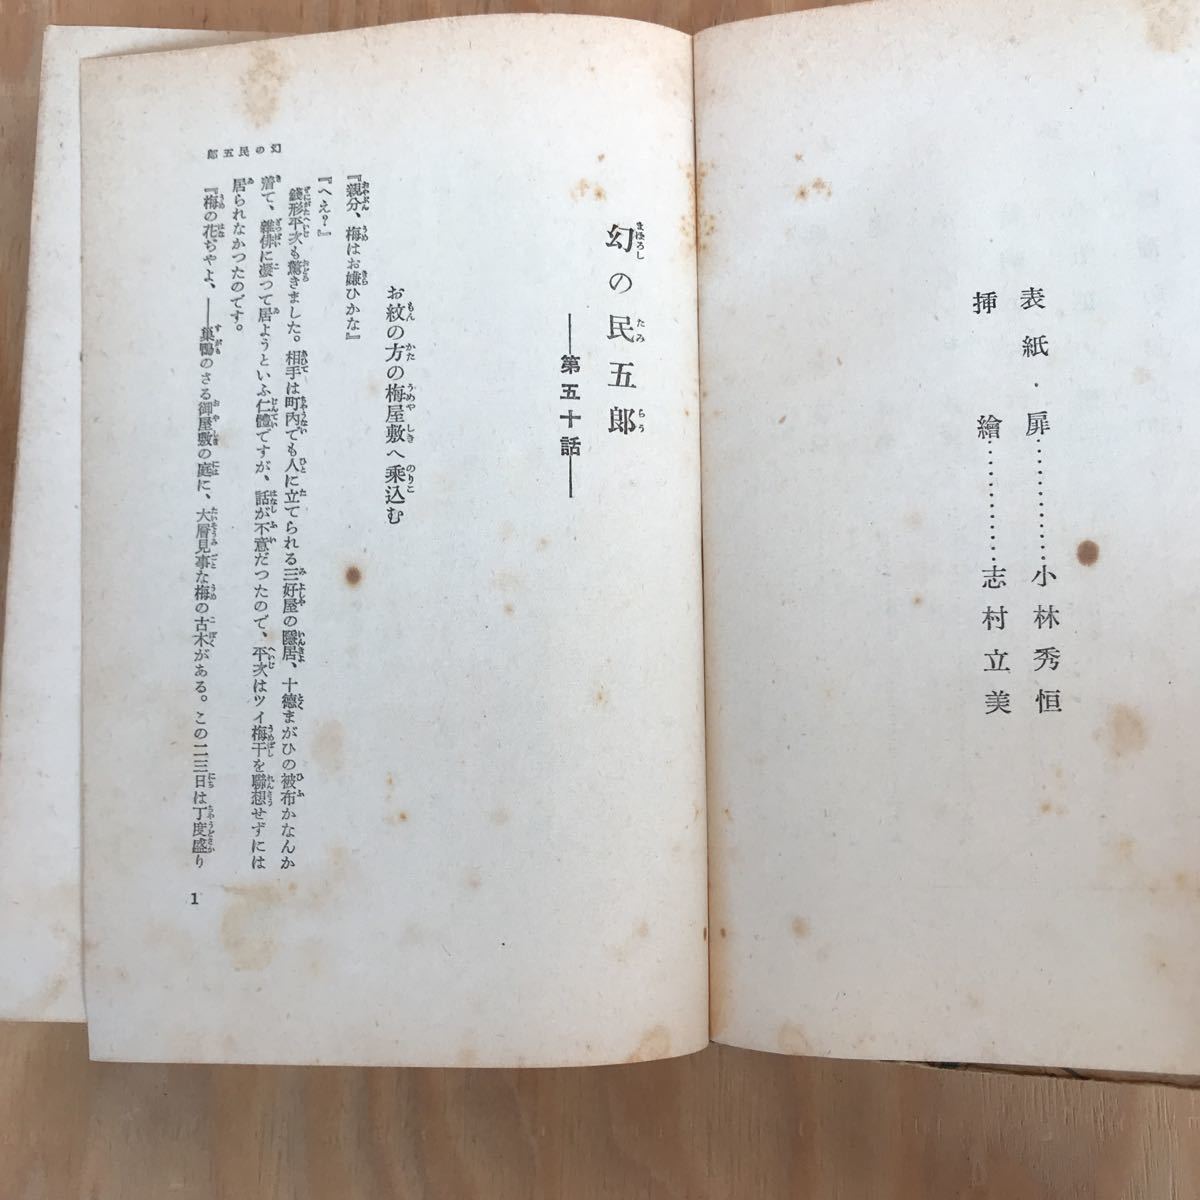 表紙・扉…………小林秀恒
挿繪…………志村立美
幻の民五郎
――第五十話――
お紋の方の梅屋敷へ乘込む
『親分、梅はお嫌ひかな』
『へえ？』
錢形平次も驚きました。相手は町内でも人に立てられる三好屋の隱居、十德まがひの被布かなんか
着て、雜俳に凝つて居ようといふ仁體ですが、話が不意だつたので、平次はツイ梅干を聯想せずには
居られなかつたのです。
『梅の花ぢやよ、――巢鴨のさる御屋敷の庭に、大層見事な梅の古木がある。この二三日は丁度盛り
幻の民五郎
1